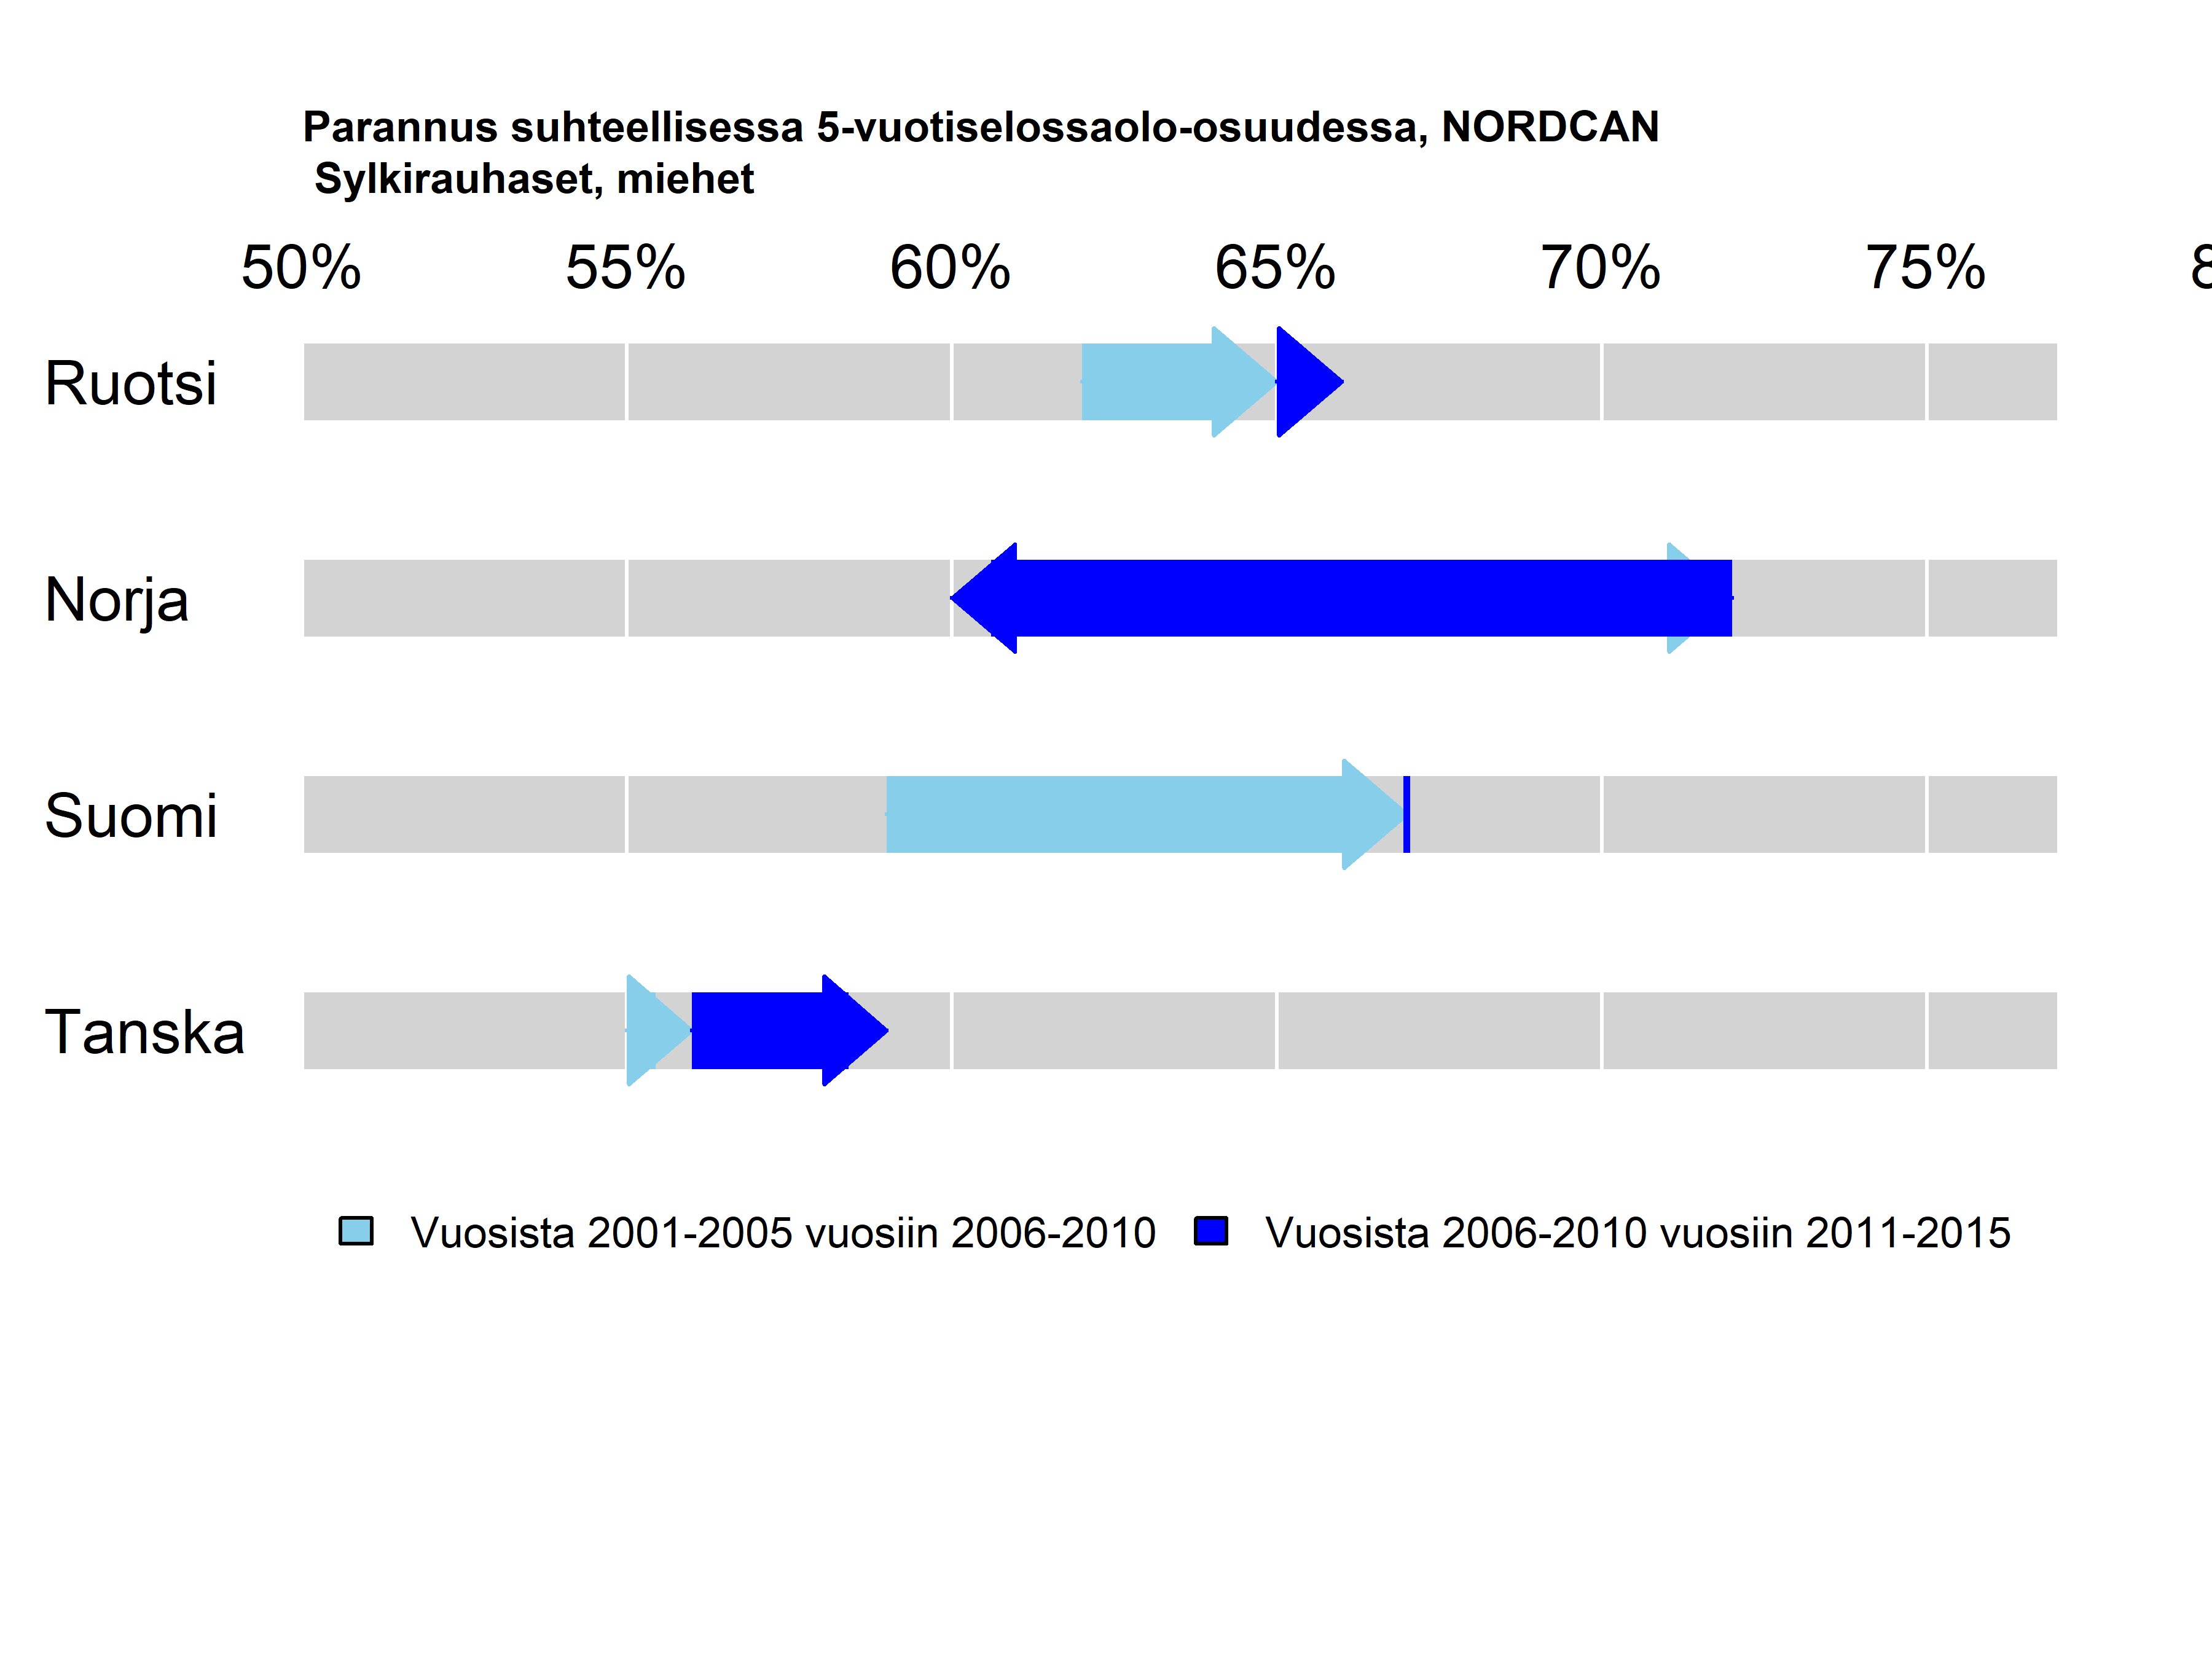 Parannus suhteellisessa 5-vuotiselossaolo-osuudessa, NORDCAN
Sylkirauhaset, miehet
50% 55% 60% 65% 70% 75%
Ruotsi
Norja
Suomi
Tanska
Vuosista 2001-2005 vuosiin 2006-2010 Vuosista 2006-2010 vuosiin 2011-2015